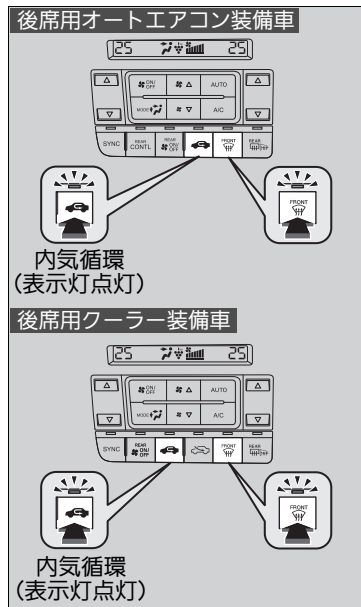 後席用オートエアコン装備車
25 25
ON/OFF AUTO
MODE A/C
SYNC REAR CONTL REAR ON/OFF FRONT REAR
FRONT
内気循環
(表示灯点灯)
後席用クーラー装備車
25 25
ON/OFF AUTO
MODE A/C
SYNC REAR ON/OFF FRONT REAR
FRONT
内気循環
(表示灯点灯)